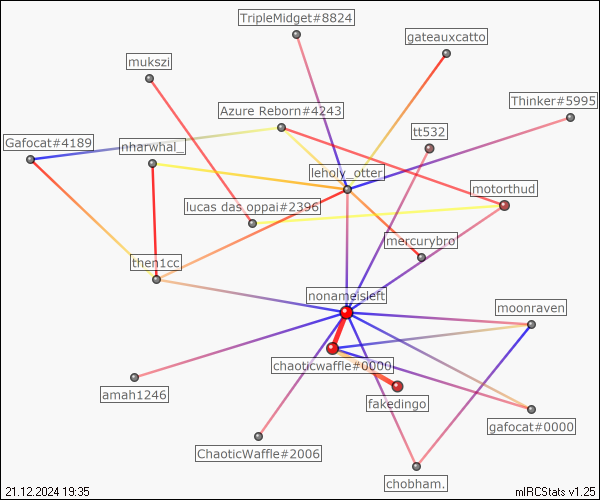 TripleMidget#8824
gateauxcatto
mukszi
Thinker#5995
Azure Reborn#4243
tt532
Gafocat#4189
nharwhal_
leholy_otter
motorthud
lucas das oppai#2396
mercurybro
then1cc
nonameisleft
moonraven
chaoticwaffle#0000
amah1246
fakedingo
gafocat#0000
ChaoticWaffle#2006
chobham.
21.12.2024 19:35
mIRCStats v1.25